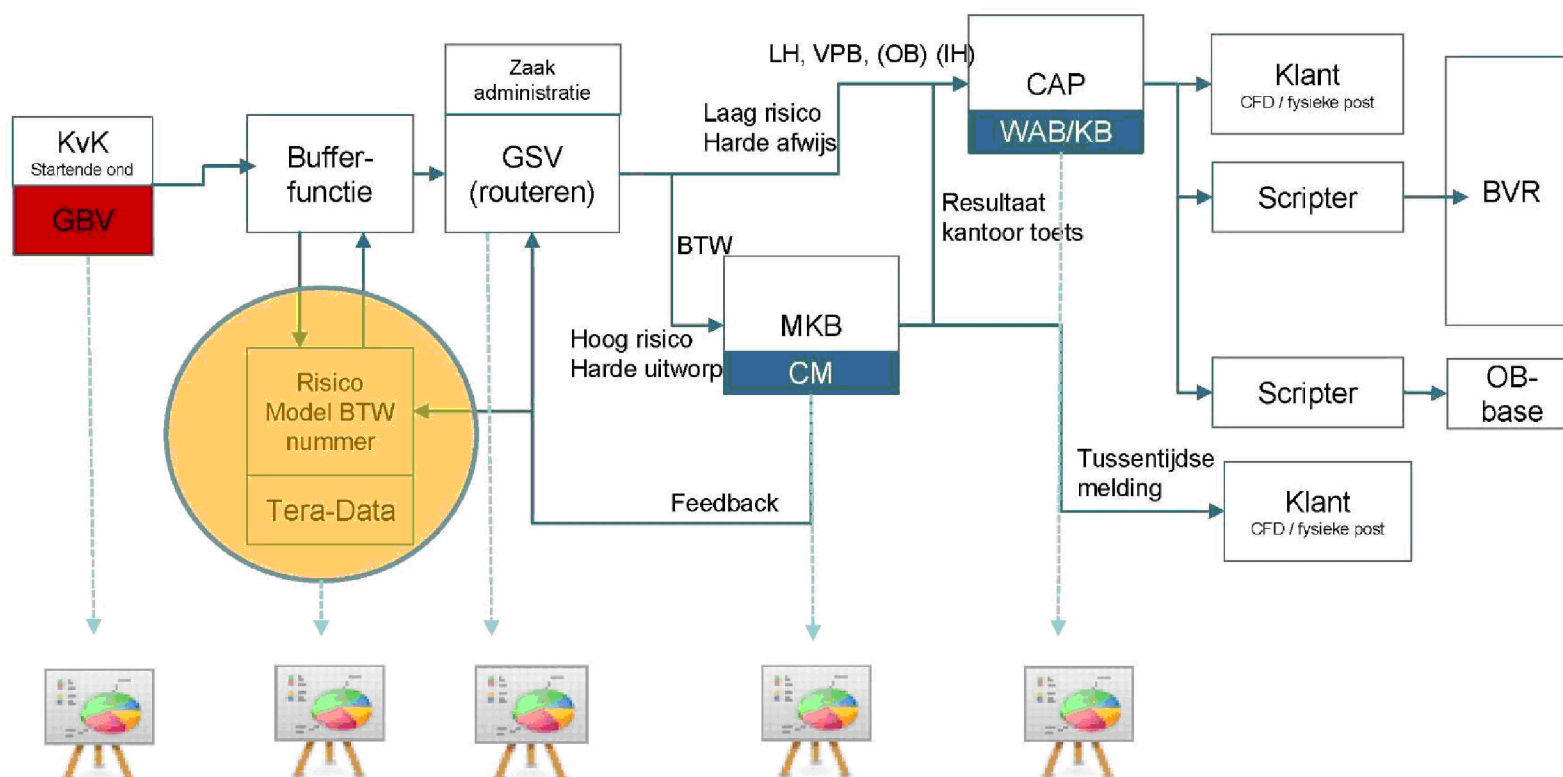 KvK
Startende ond
GBV
Buffer-
functie
Zaak
administratie
GSV
(routeren)
Risico
Model BTW
nummer
Tera-Data
LH, VPB, (OB) (IH)
Laag risico
Harde afwijs
BTW
Hoog risico
Harde uitworp
MKB
CM
Feedback
CAP
WAB/KB
Resultaat
kantoor toets
Tussentijdse
melding
Klant
CFD / fysieke post
Scripter
BVR
Scripter
OB-
base
Klant
CFD / fysieke post